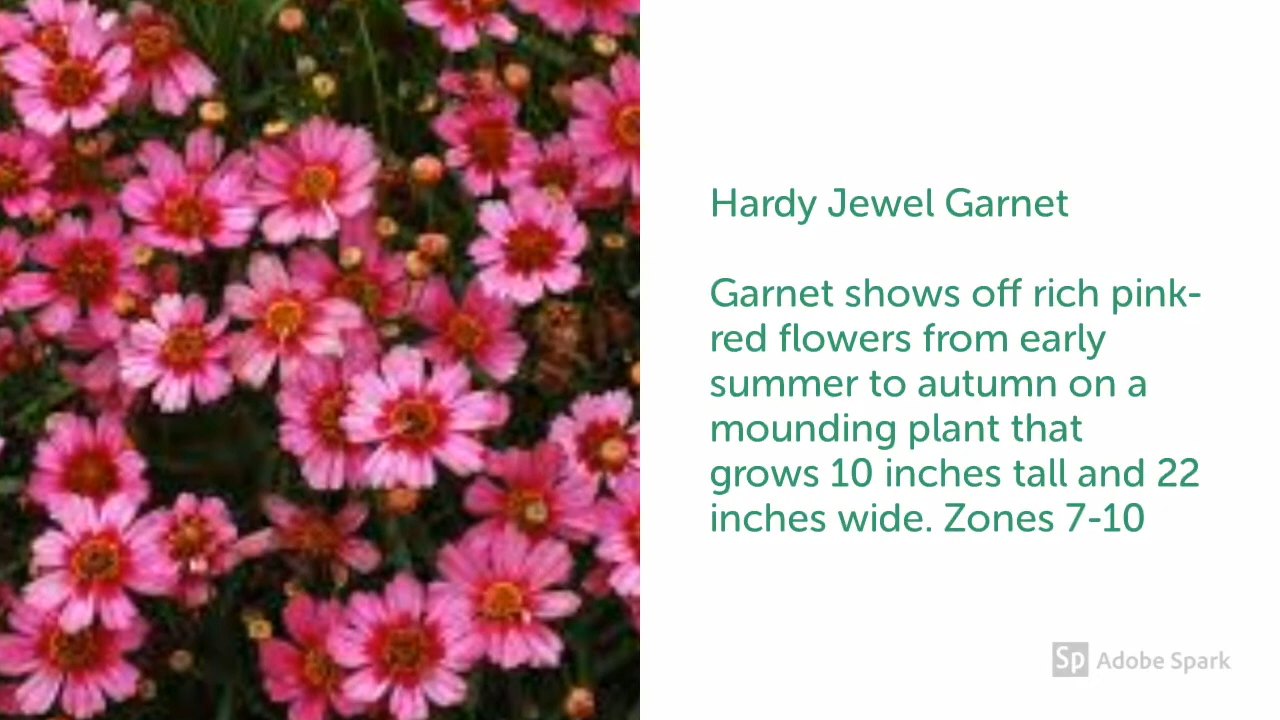 Hardy Jewel Garnet
Garnet shows off rich pink-
red flowers from early
summer to autumn on a
mounding plant that
grows 10 inches tall and 22
inches wide. Zones 7-10
Sp Adobe Spark